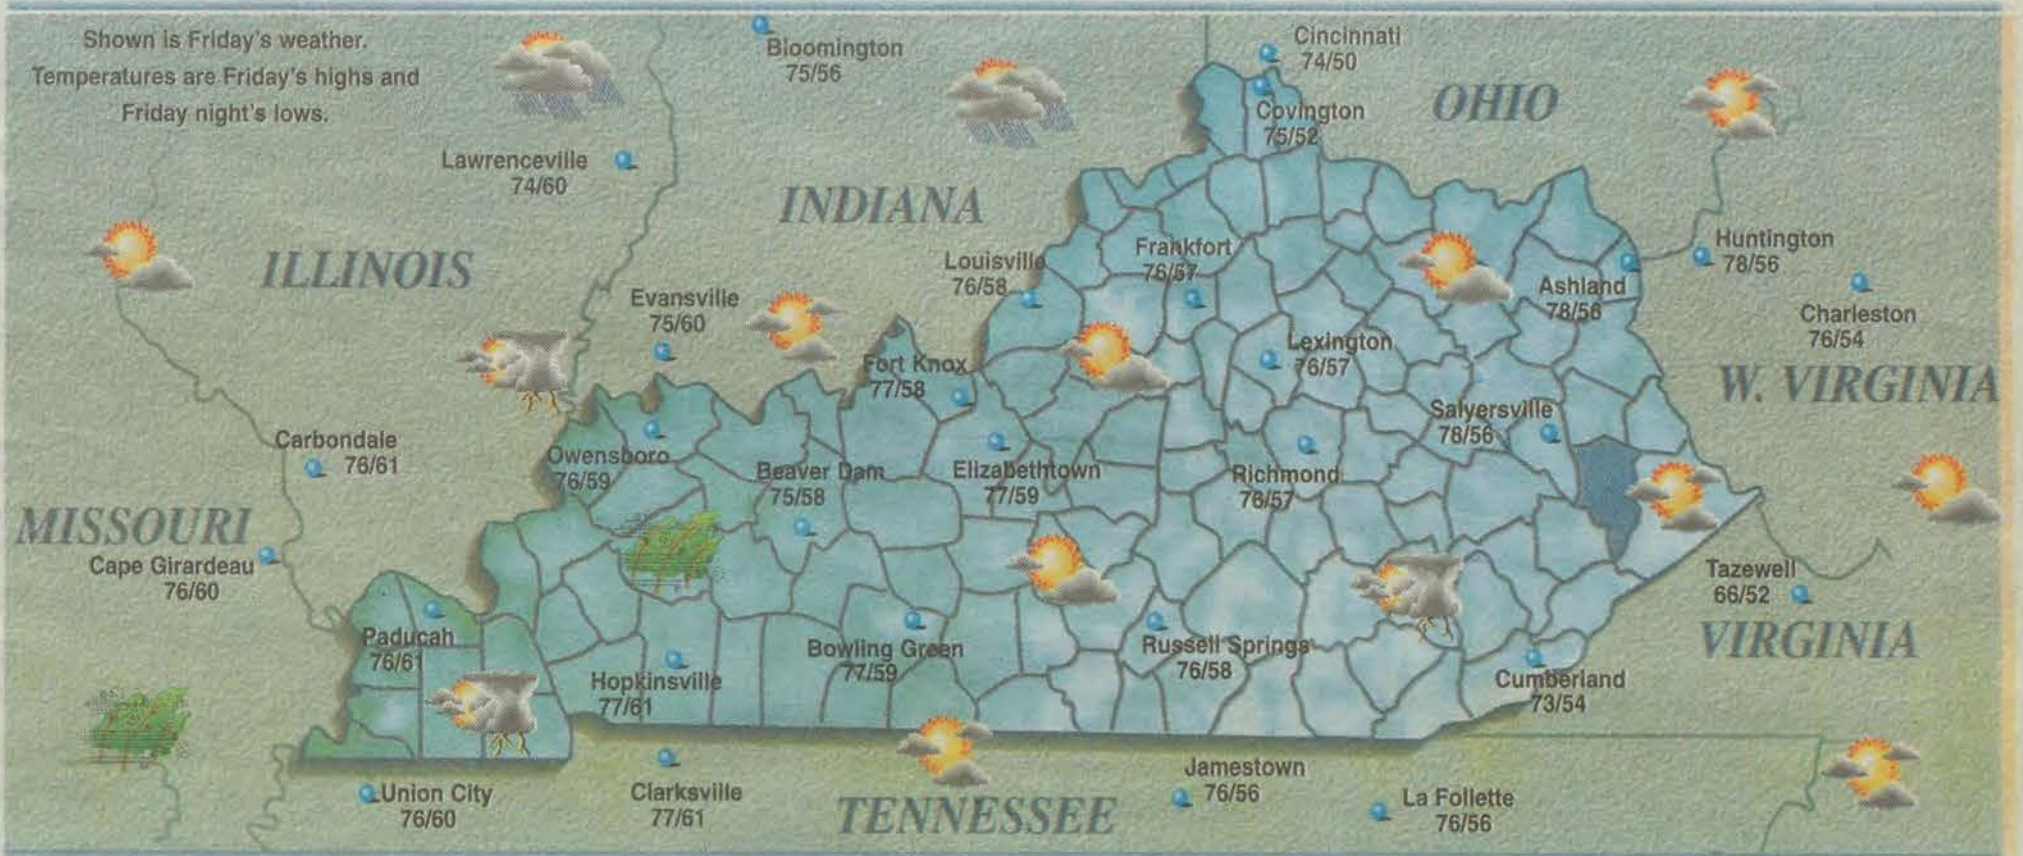 Shown is Friday's weather.
Temperatures are Friday's highs and
Friday night's lows.
Bloomington
75/56
Cincinnati
74/50
OHIO
Covington
75/52
Lawrenceville
74/60
INDIANA
ILLINOIS
Louisville
76/58
Frankfort
76/57
Huntington
78/56
Ashland
78/56
Charleston
76/54
Evansville
75/60
Fort Knox
77/58
Lexington
76/57
W. VIRGINIA
Carbondale
76/61
Salyersville
78/56
Owensboro
76/59
Beaver Dam
75/58
Elizabethtown
77/59
Richmond
76/57
MISSOURI
Cape Girardeau
76/60
Tazewell
66/52
VIRGINIA
Paducah
76/61
Bowling Green
77/59
Russell Springs
76/58
Hopkinsville
77/61
Cumberland
73/54
Union City
76/60
Clarksville
77/61
TENNESSEE
Jamestown
76/56
La Follette
76/56